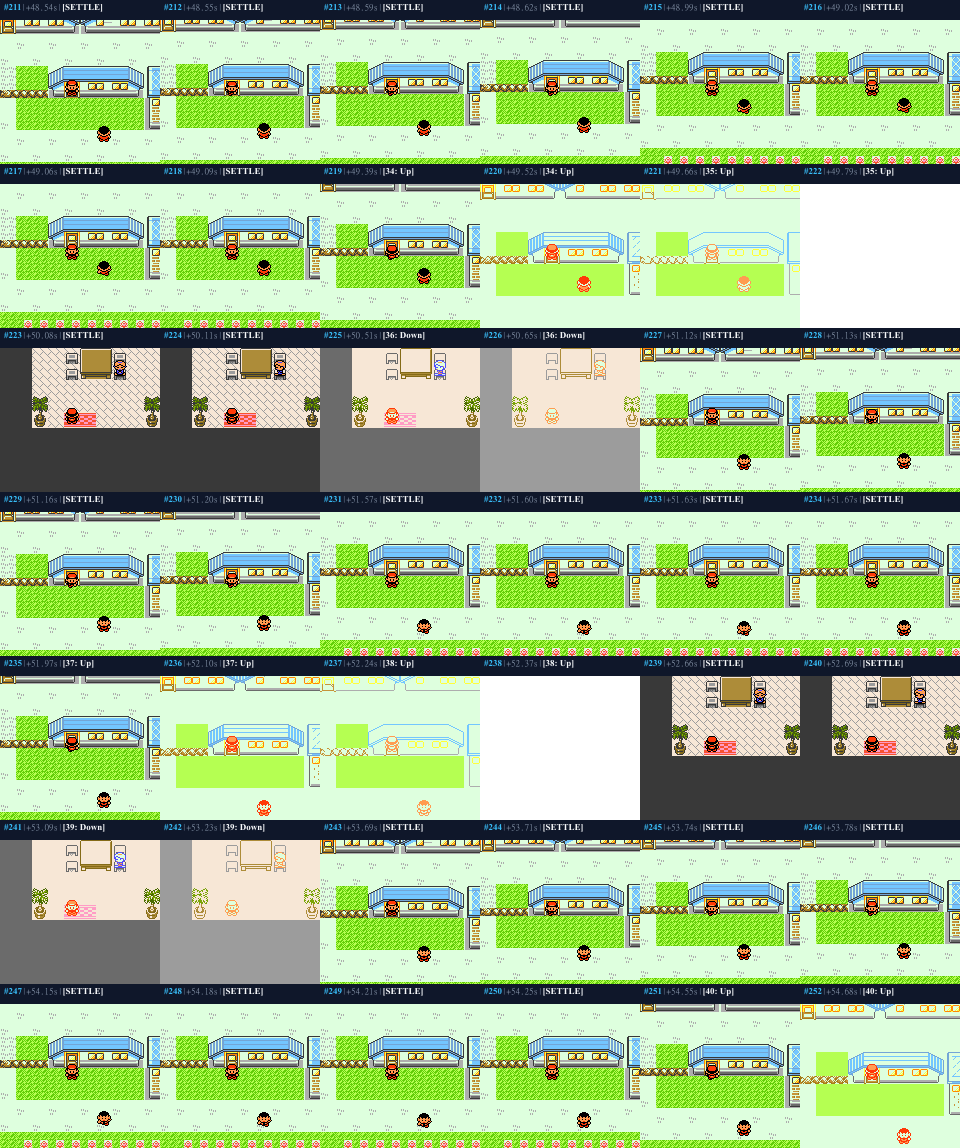 #211|+48.54s|[SETTLE] #212|+48.55s|[SETTLE] #213|+48.59s|[SETTLE] #214|+48.62s|[SETTLE] #215|+48.99s|[SETTLE] #216|+49.02s|[SETTLE]
#217|+49.06s|[SETTLE] #218|+49.09s|[SETTLE] #219|+49.39s|[34: Up] #220|+49.52s|[34: Up] #221|+49.66s|[35: Up] #222|+49.79s|[35: Up]
#223|+50.08s|[SETTLE] #224|+50.11s|[SETTLE] #225|+50.51s|[36: Down] #226|+50.65s|[36: Down] #227|+51.12s|[SETTLE] #228|+51.13s|[SETTLE]
#229|+51.16s|[SETTLE] #230|+51.20s|[SETTLE] #231|+51.57s|[SETTLE] #232|+51.60s|[SETTLE] #233|+51.63s|[SETTLE] #234|+51.67s|[SETTLE]
#235|+51.97s|[37: Up] #236|+52.10s|[37: Up] #237|+52.24s|[38: Up] #238|+52.37s|[38: Up] #239|+52.66s|[SETTLE] #240|+52.69s|[SETTLE]
#241|+53.09s|[39: Down] #242|+53.23s|[39: Down] #243|+53.69s|[SETTLE] #244|+53.71s|[SETTLE] #245|+53.74s|[SETTLE] #246|+53.78s|[SETTLE]
#247|+54.15s|[SETTLE] #248|+54.18s|[SETTLE] #249|+54.21s|[SETTLE] #250|+54.25s|[SETTLE] #251|+54.55s|[40: Up] #252|+54.68s|[40: Up]